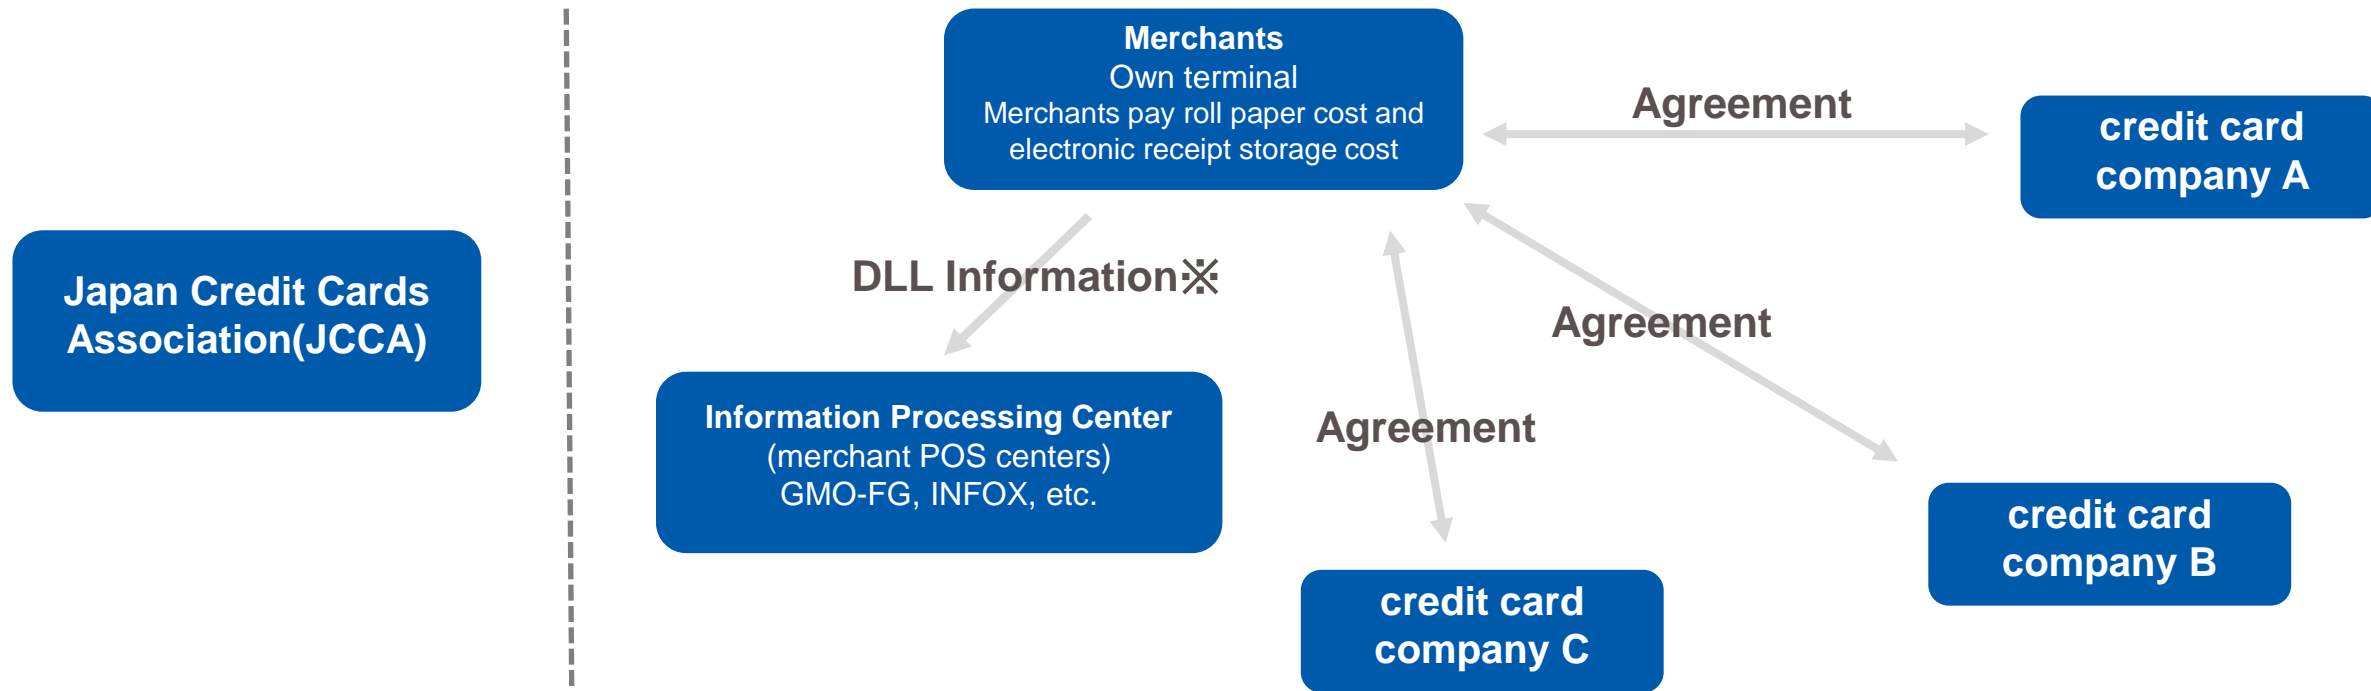 Merchants
Own terminal
Merchants pay roll paper cost and
electronic receipt storage cost
Agreement
credit card
company A
Japan Credit Cards
Association(JCCA)
DLL Information※
Agreement
Information Processing Center
(merchant POS centers)
GMO-FG, INFOX, etc.
Agreement
credit card
company B
credit card
company C